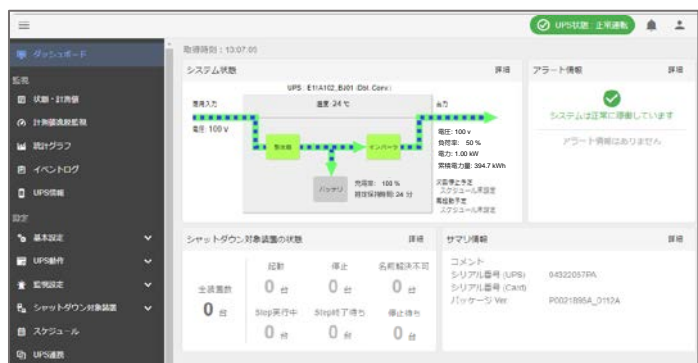 UPS状態：正常運転
ダッシュボード
取得時刻：13:07:05
監視
状態・計測値
計測値波形監視
統計グラフ
イベントログ
UPS情報
設定
基本設定
UPS動作
監視設定
シャットダウン対象装置
スケジュール
UPS連携
システム状態
詳細
UPS : E11A102_BJ01 (Dbl. Conv.)
商用入力
温度: 24 ℃
出力
電圧: 100 v
整流器
インバータ
バッテリ
充電率: 100 %
推定保持時間: 24 分
電圧: 100 v
負荷率: 50 %
電力: 1.00 kW
積算電力量: 394.7 kWh
次回停止予定
スケジュール未設定
再起動予定
スケジュール未設定
アラート情報
詳細
システムは正常に稼働しています
アラート情報はありません
シャットダウン対象装置の状態
詳細
全装置数
0 台
起動
0 台
停止
0 台
名前解決不可
0 台
Step実行中
0 台
Step終了待ち
0 台
停止待ち
0 台
サマリ情報
詳細
コメント
シリアル番号 (UPS) 04322057PA
シリアル番号 (Card)
パッケージ Ver. P0021895A_0112A